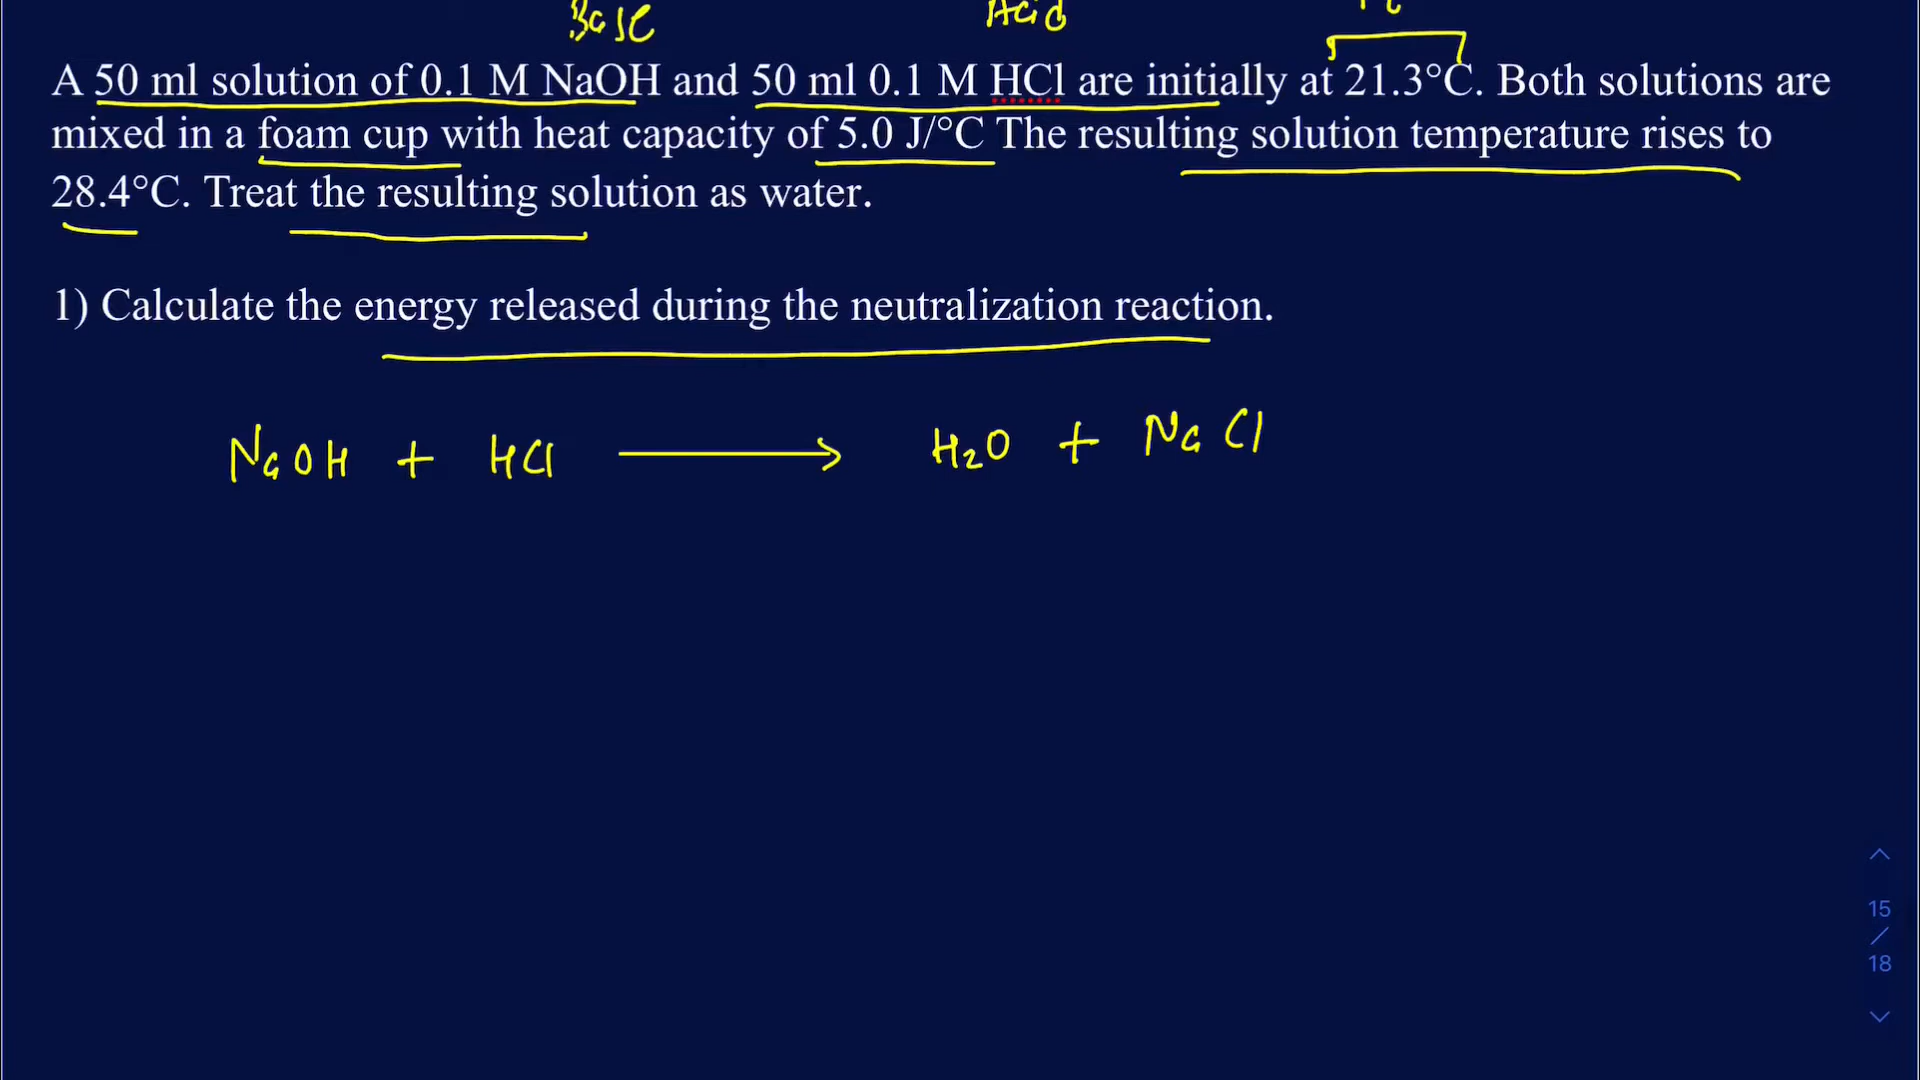 Base Acid
A 50 ml solution of 0.1 M NaOH and 50 ml 0.1 M HCl are initially at 21.3°C. Both solutions are
mixed in a foam cup with heat capacity of 5.0 J/°C The resulting solution temperature rises to
28.4°C. Treat the resulting solution as water.
1) Calculate the energy released during the neutralization reaction.
NaOH + HCl ⟶ H₂O + NaCl
15
/
18